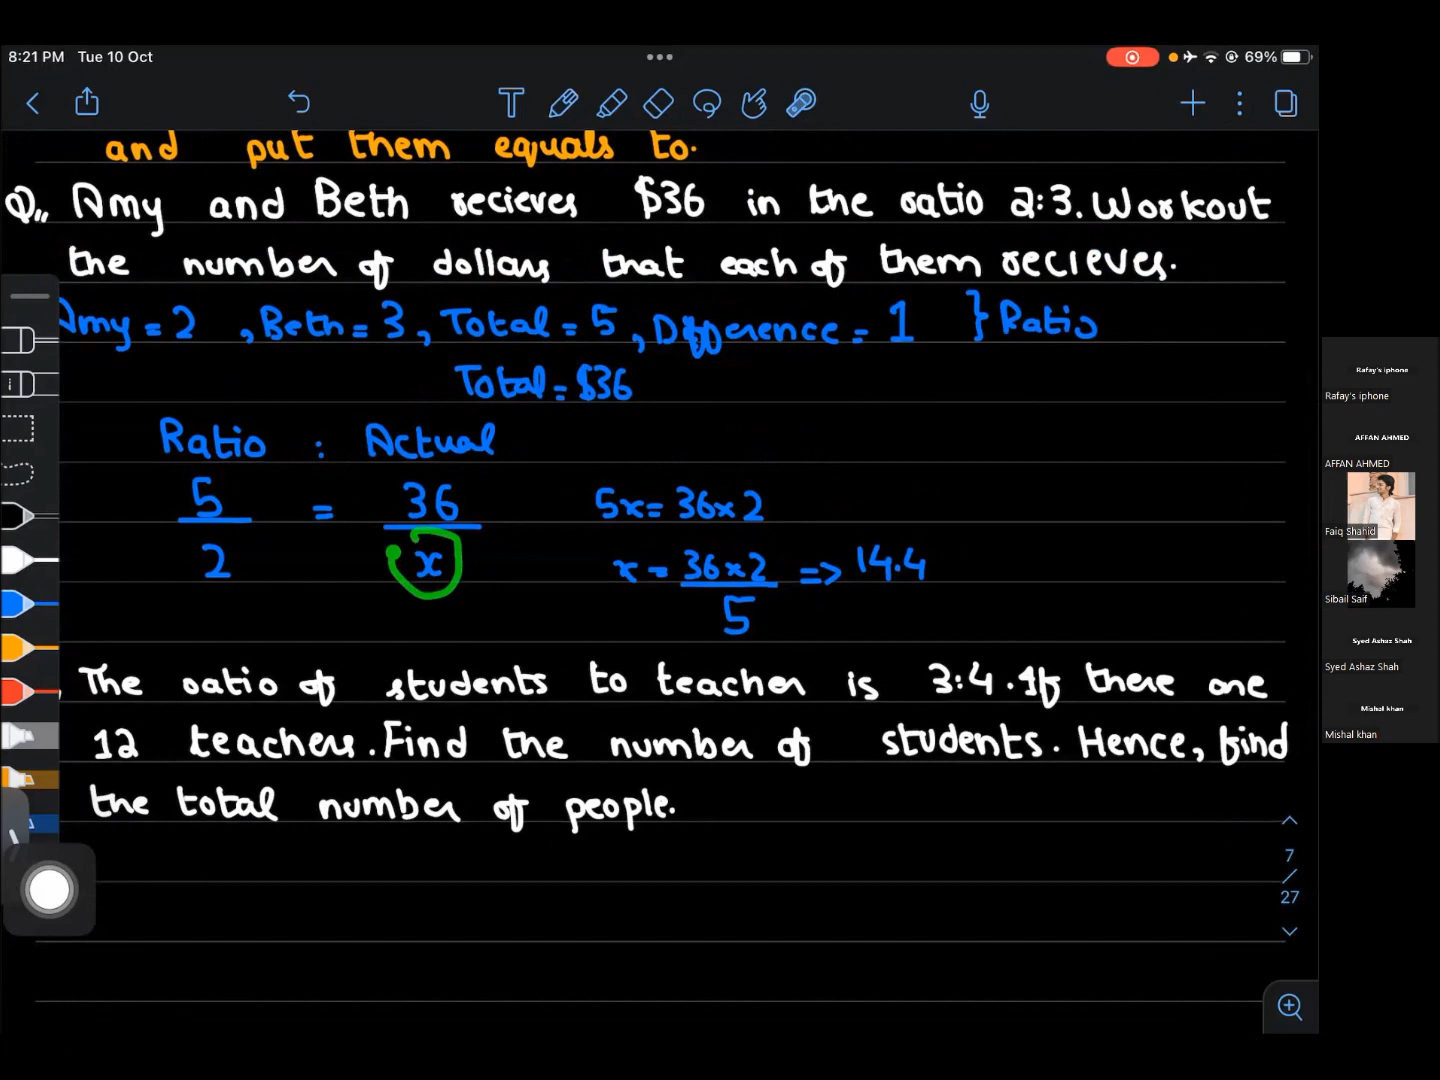 8:21 PM Tue 10 Oct
69%
and put them equals to.
Q,, Amy and Beth recieves $36 in the ratio 2:3. Workout
the number of dollars that each of them recieves.
Amy = 2 , Beth = 3 , Total = 5 , Difference = 1 } Ratio
Total = $36
Ratio : Actual
5 = 36
2 x
5x = 36 x 2
x = 36 x 2 => 14.4
5
The ratio of students to teacher is 3:4. If there are
12 teachers. Find the number of students. Hence, find
the total number of people.
7
/
27
Rafay's iphone
Rafay's iphone
AFFAN AHMED
AFFAN AHMED
Faiq Shahid
Sibail Saif
Syed Ashaz Shah
Syed Ashaz Shah
Mishal khan
Mishal khan